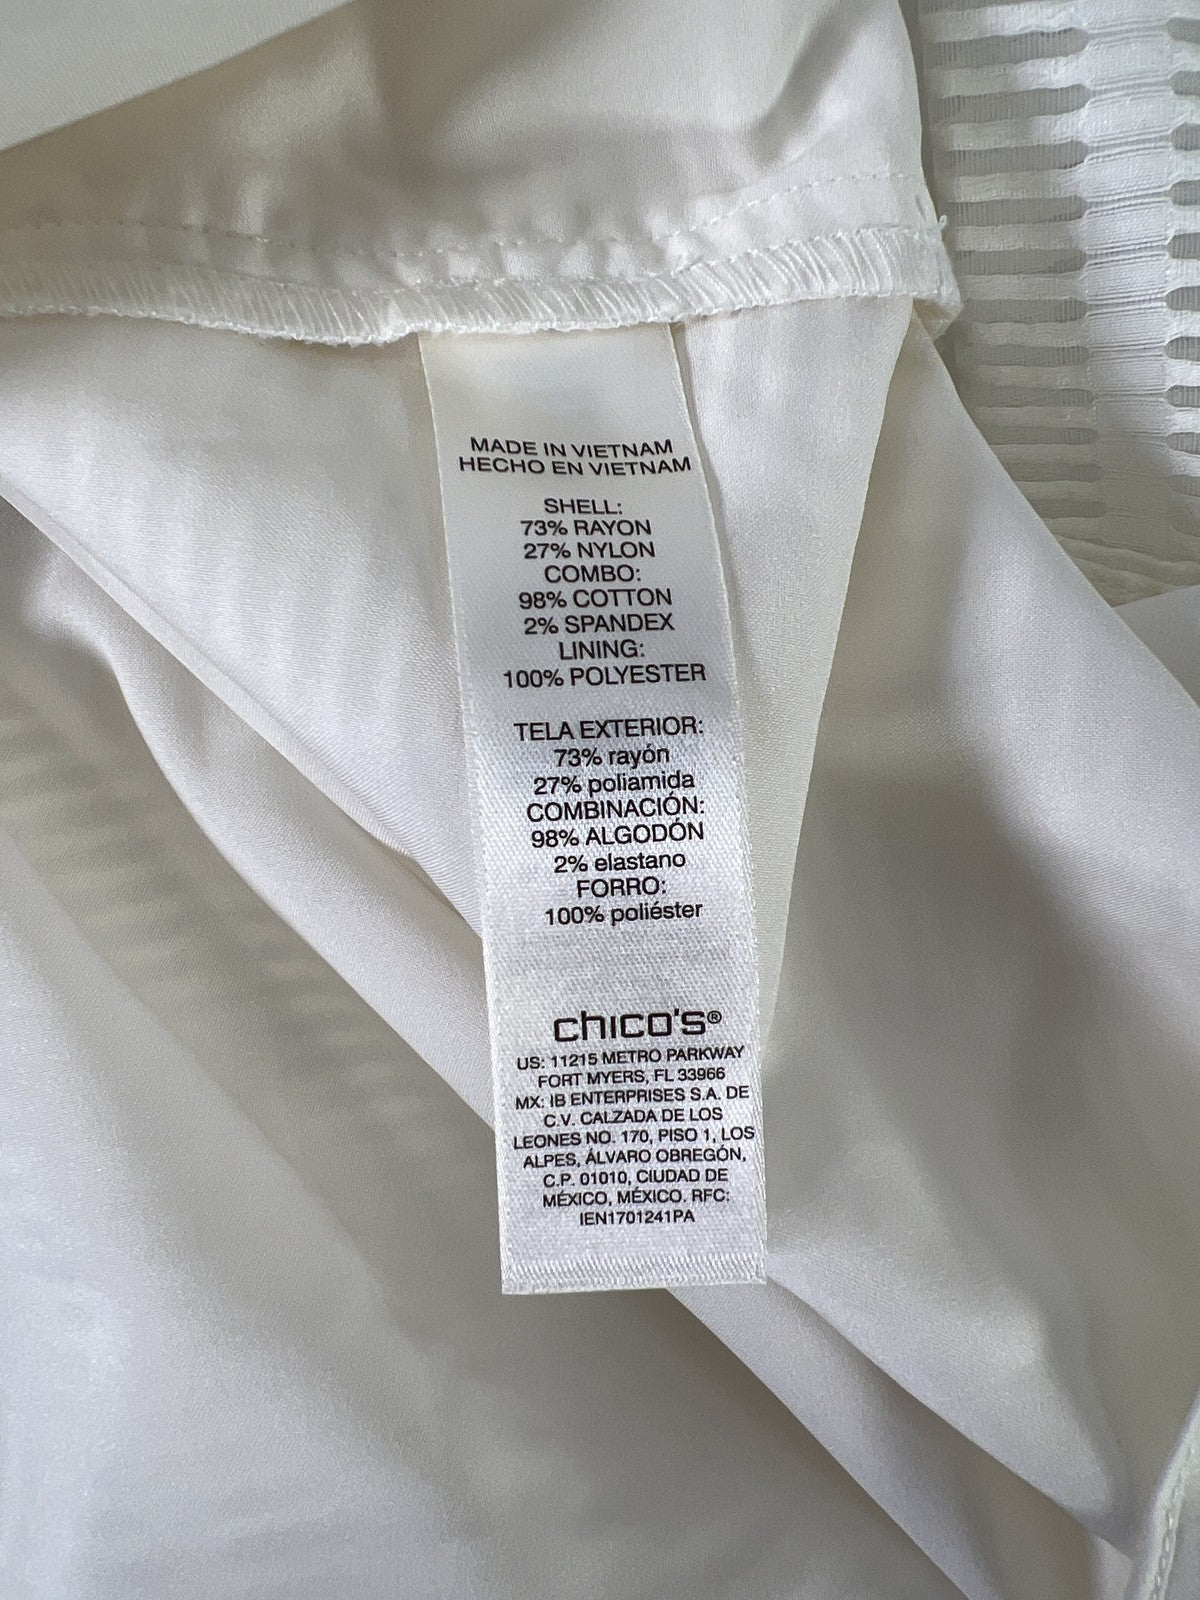 MADE IN VIETNAM
HECHO EN VIETNAM
SHELL:
73% RAYON
27% NYLON
COMBO:
98% COTTON
2% SPANDEX
LINING:
100% POLYESTER
TELA EXTERIOR:
73% rayón
27% poliamida
COMBINACIÓN:
98% ALGODÓN
2% elastano
FORRO:
100% poliéster
chico's®
US: 11215 METRO PARKWAY
FORT MYERS, FL 33966
MX: IB ENTERPRISES S.A. DE
C.V. CALZADA DE LOS
LEONES NO. 170, PISO 1, LOS
ALPES, ÁLVARO OBREGÓN,
C.P. 01010, CIUDAD DE
MÉXICO, MÉXICO. RFC:
IEN1701241PA